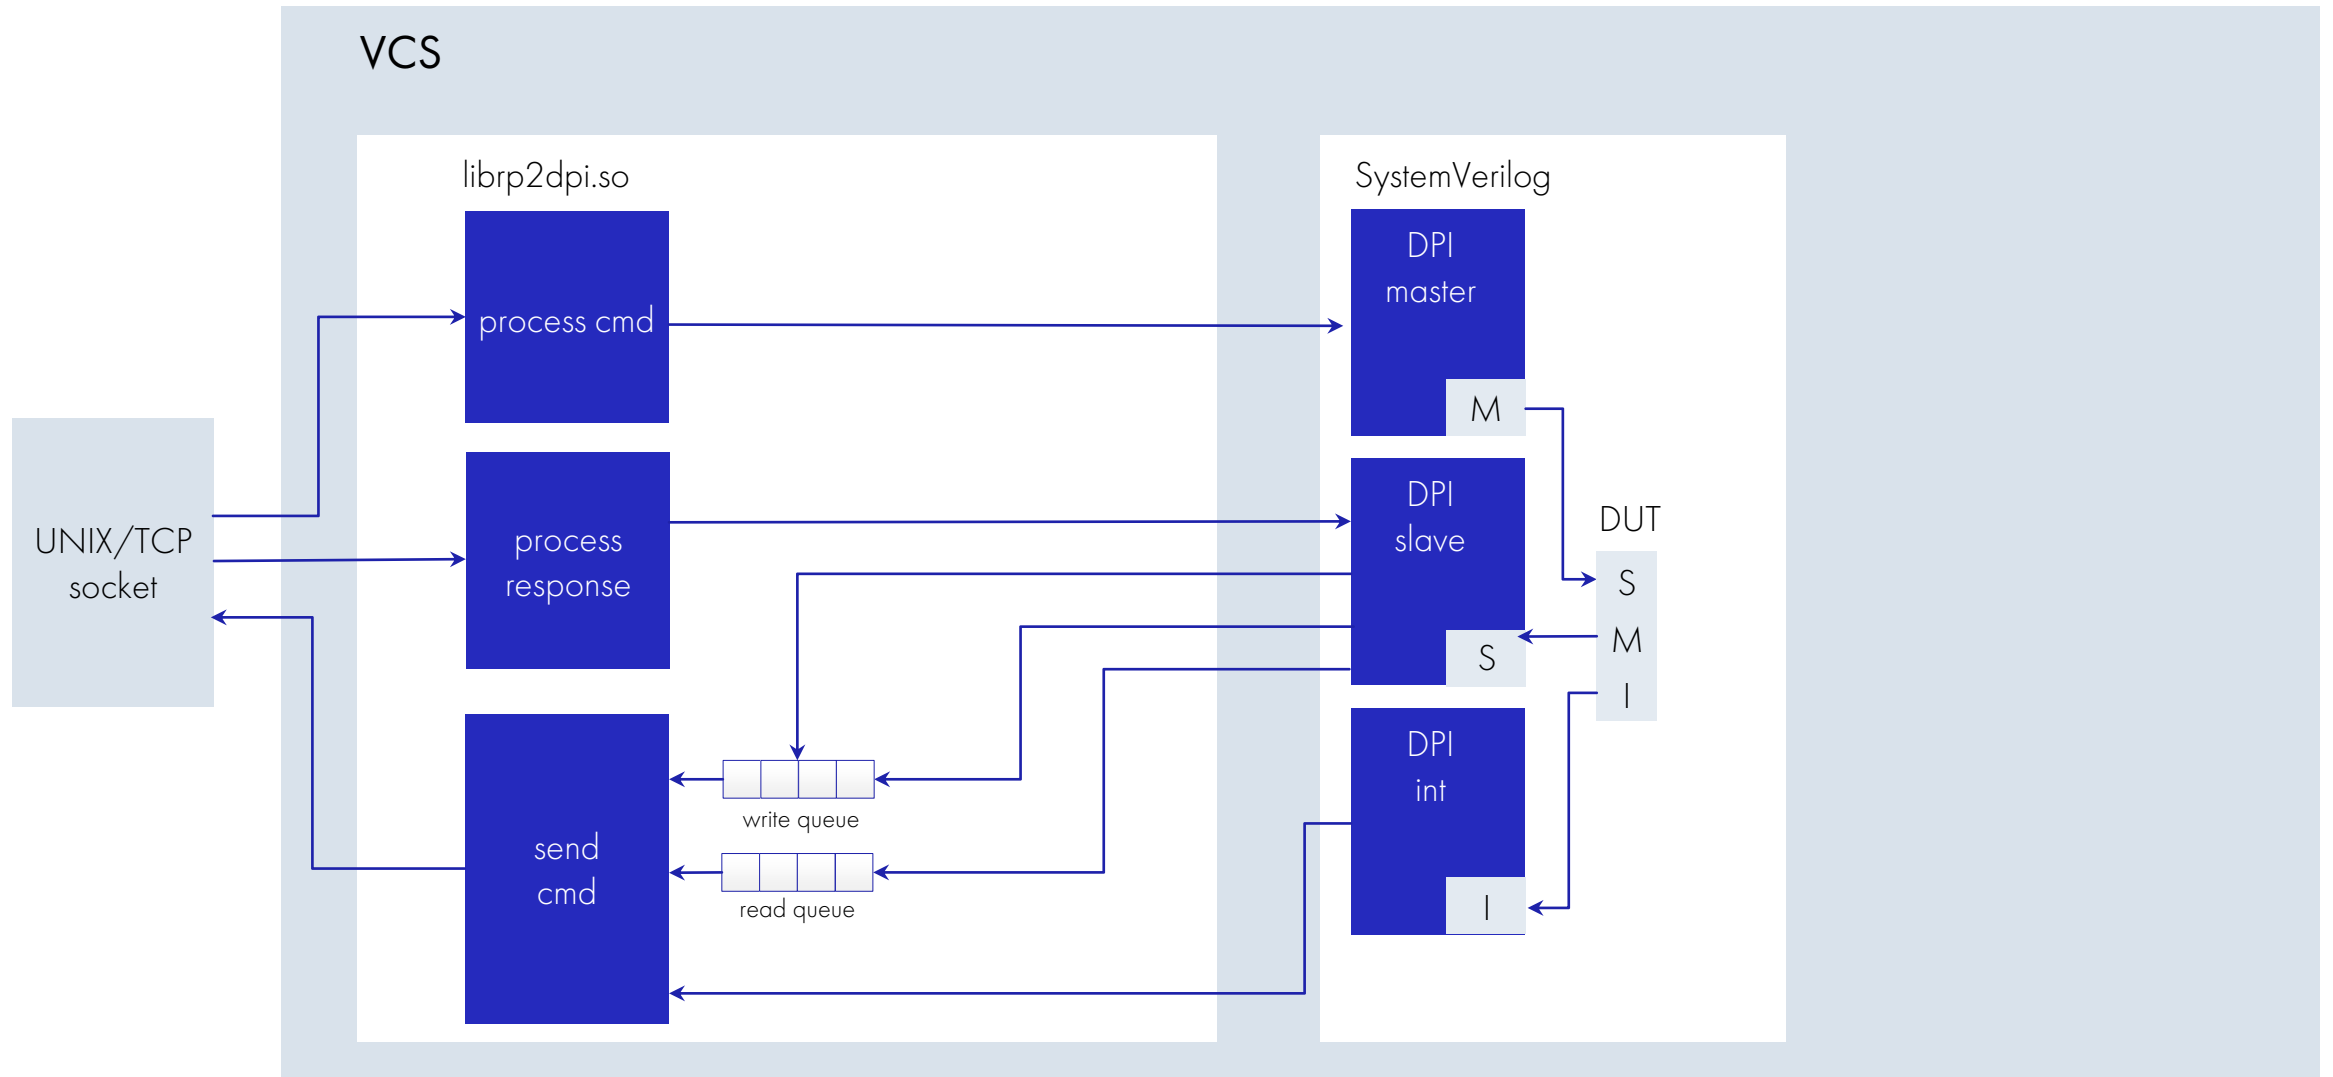 VCS
librp2dpi.so
process cmd
process
response
send
cmd
write queue
read queue
UNIX/TCP
socket
SystemVerilog
DPI
master
M
DPI
slave
S
DPI
int
I
DUT
S
M
I